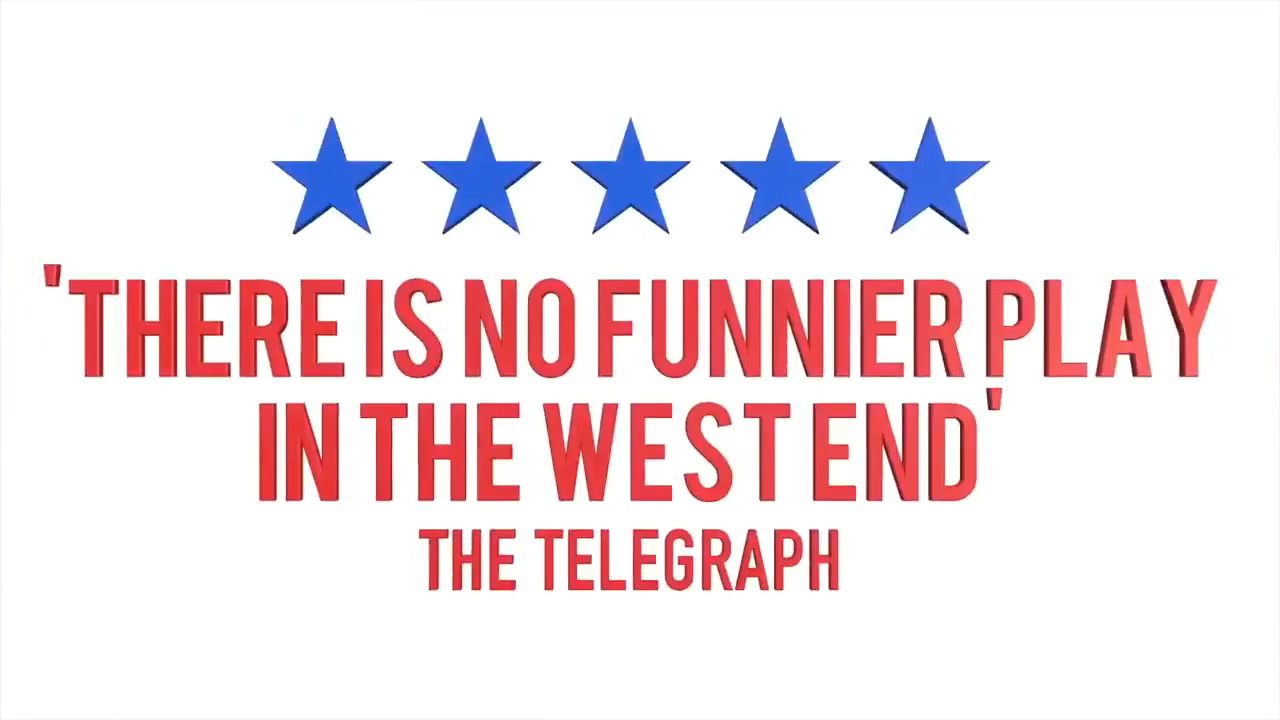 'THERE IS NO FUNNIER PLAY
IN THE WEST END'
THE TELEGRAPH